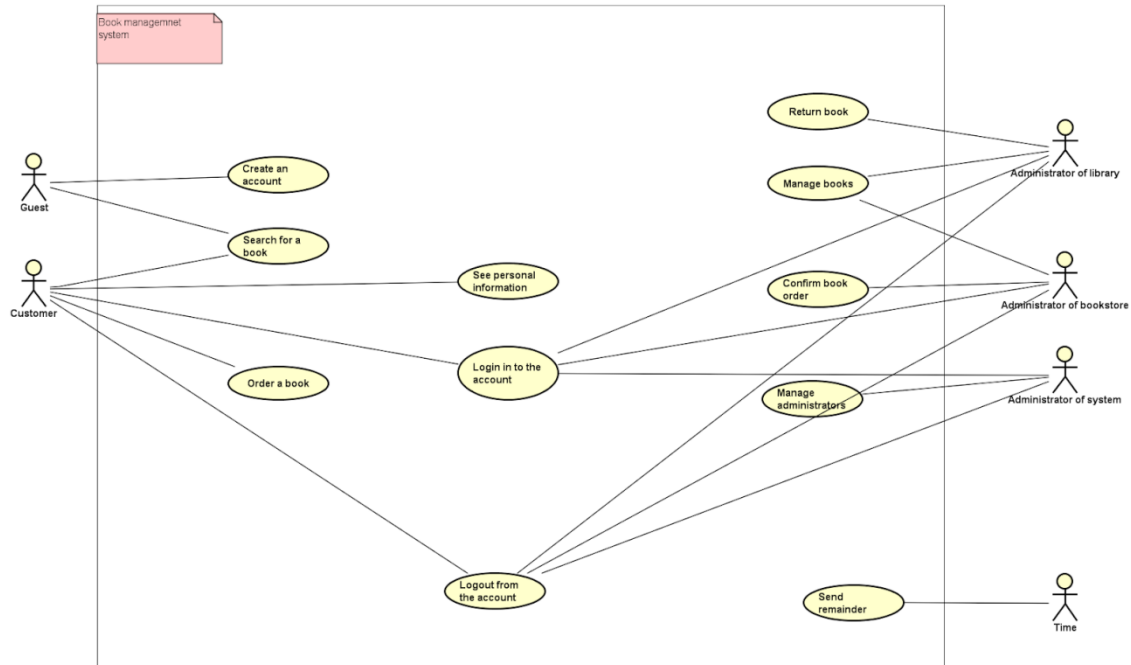 Book managemnet
system
Return book
Create an
account
Guest
Manage books
Administrator of library
Search for a
book
See personal
information
Customer
Confirm book
order
Administrator of bookstore
Login in to the
account
Order a book
Manage
administrators
Administrator of system
Logout from
the account
Send
remainder
Time